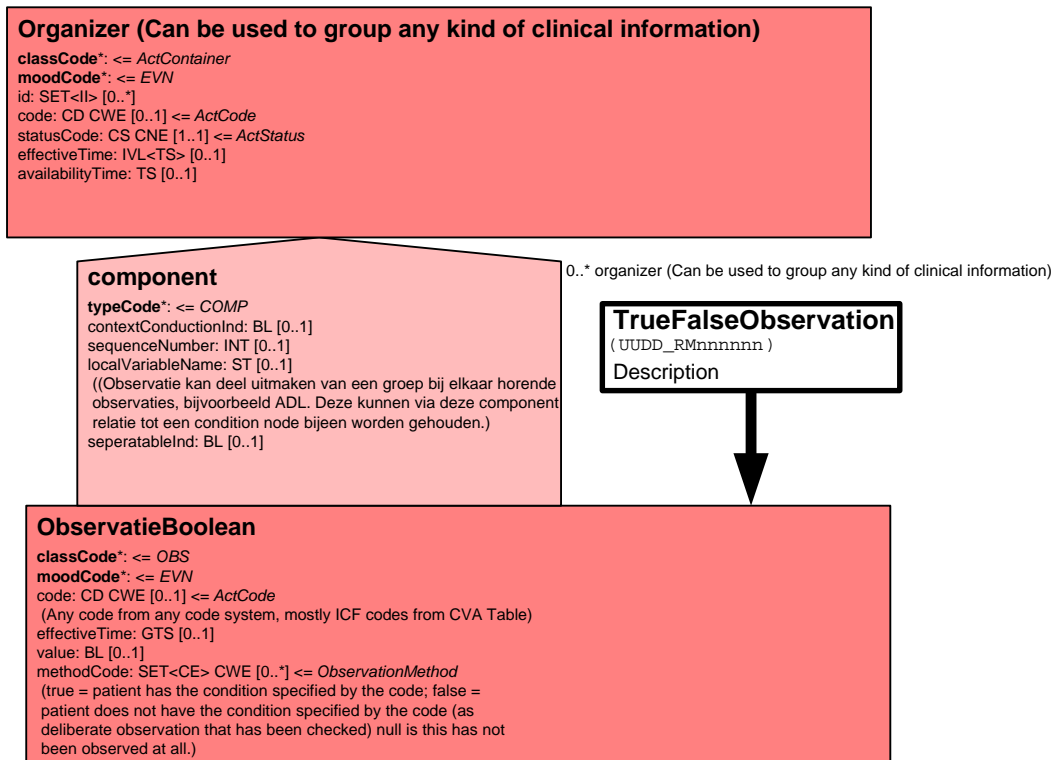 Organizer (Can be used to group any kind of clinical information)
classCode*: <= ActContainer
moodCode*: <= EVN
id: SET<II> [0..*]
code: CD CWE [0..1] <= ActCode
statusCode: CS CNE [1..1] <= ActStatus
effectiveTime: IVL<TS> [0..1]
availabilityTime: TS [0..1]
0..* organizer (Can be used to group any kind of clinical information)
component
typeCode*: <= COMP
contextConductionInd: BL [0..1]
sequenceNumber: INT [0..1]
localVariableName: ST [0..1]
((Observatie kan deel uitmaken van een groep bij elkaar horende
observaties, bijvoorbeeld ADL. Deze kunnen via deze component
relatie tot een condition node bijeen worden gehouden.)
seperatableInd: BL [0..1]
TrueFalseObservation
(UUDD_RMnnnnnn)
Description
ObservatieBoolean
classCode*: <= OBS
moodCode*: <= EVN
code: CD CWE [0..1] <= ActCode
(Any code from any code system, mostly ICF codes from CVA Table)
effectiveTime: GTS [0..1]
value: BL [0..1]
methodCode: SET<CE> CWE [0..*] <= ObservationMethod
(true = patient has the condition specified by the code; false =
patient does not have the condition specified by the code (as
deliberate observation that has been checked) null is this has not
been observed at all.)